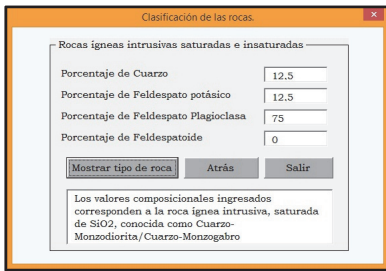 Clasificación de las rocas.
Rocas ígneas intrusivas saturadas e insaturadas
Porcentaje de Cuarzo 12.5
Porcentaje de Feldespato potásico 12.5
Porcentaje de Feldespato Plagioclasa 75
Porcentaje de Feldespatoide 0
Mostrar tipo de roca Atrás Salir
Los valores composicionales ingresados
corresponden a la roca ígnea intrusiva, saturada
de SiO2, conocida como Cuarzo-
Monzodiorita/Cuarzo-Monzogabro